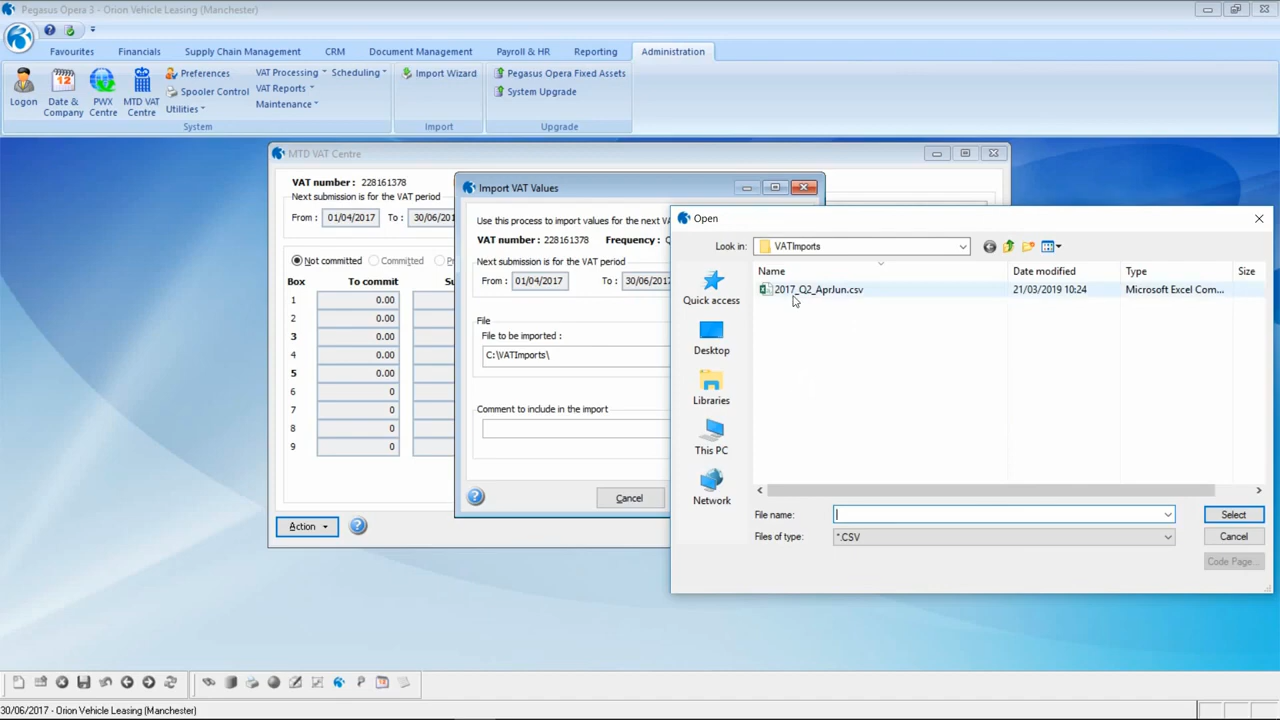 Pegasus Opera 3 - Orion Vehicle Leasing (Manchester)
Favourites Financials Supply Chain Management CRM Document Management Payroll & HR Reporting Administration
Logon
Date & Company
PWX Centre
MTD VAT Centre
Preferences
Spooler Control
Utilities
VAT Processing
VAT Reports
Scheduling
Maintenance
System
Import Wizard
Import
Pegasus Opera Fixed Assets
System Upgrade
Upgrade
MTD VAT Centre
VAT number : 228161378
Next submission is for the VAT period
From : 01/04/2017 To : 30/06/201
Not committed Committed
Box To commit
1 0.00
2 0.00
3 0.00
4 0.00
5 0.00
6 0
7 0
8 0
9 0
Action
Import VAT Values
Use this process to import values for the next VA
VAT number : 228161378 Frequency : Q
Next submission is for the VAT period
From : 01/04/2017 To : 30/06/2017
File
File to be imported :
C:\VATImports\
Comment to include in the import
Cancel
Open
Look in: VATImports
Name Date modified Type Size
2017_Q2_AprJun.csv 21/03/2019 10:24 Microsoft Excel Com...
Quick access
Desktop
Libraries
This PC
Network
File name: Select
Files of type: *.CSV Cancel
Code Page...
30/06/2017 - Orion Vehicle Leasing (Manchester)